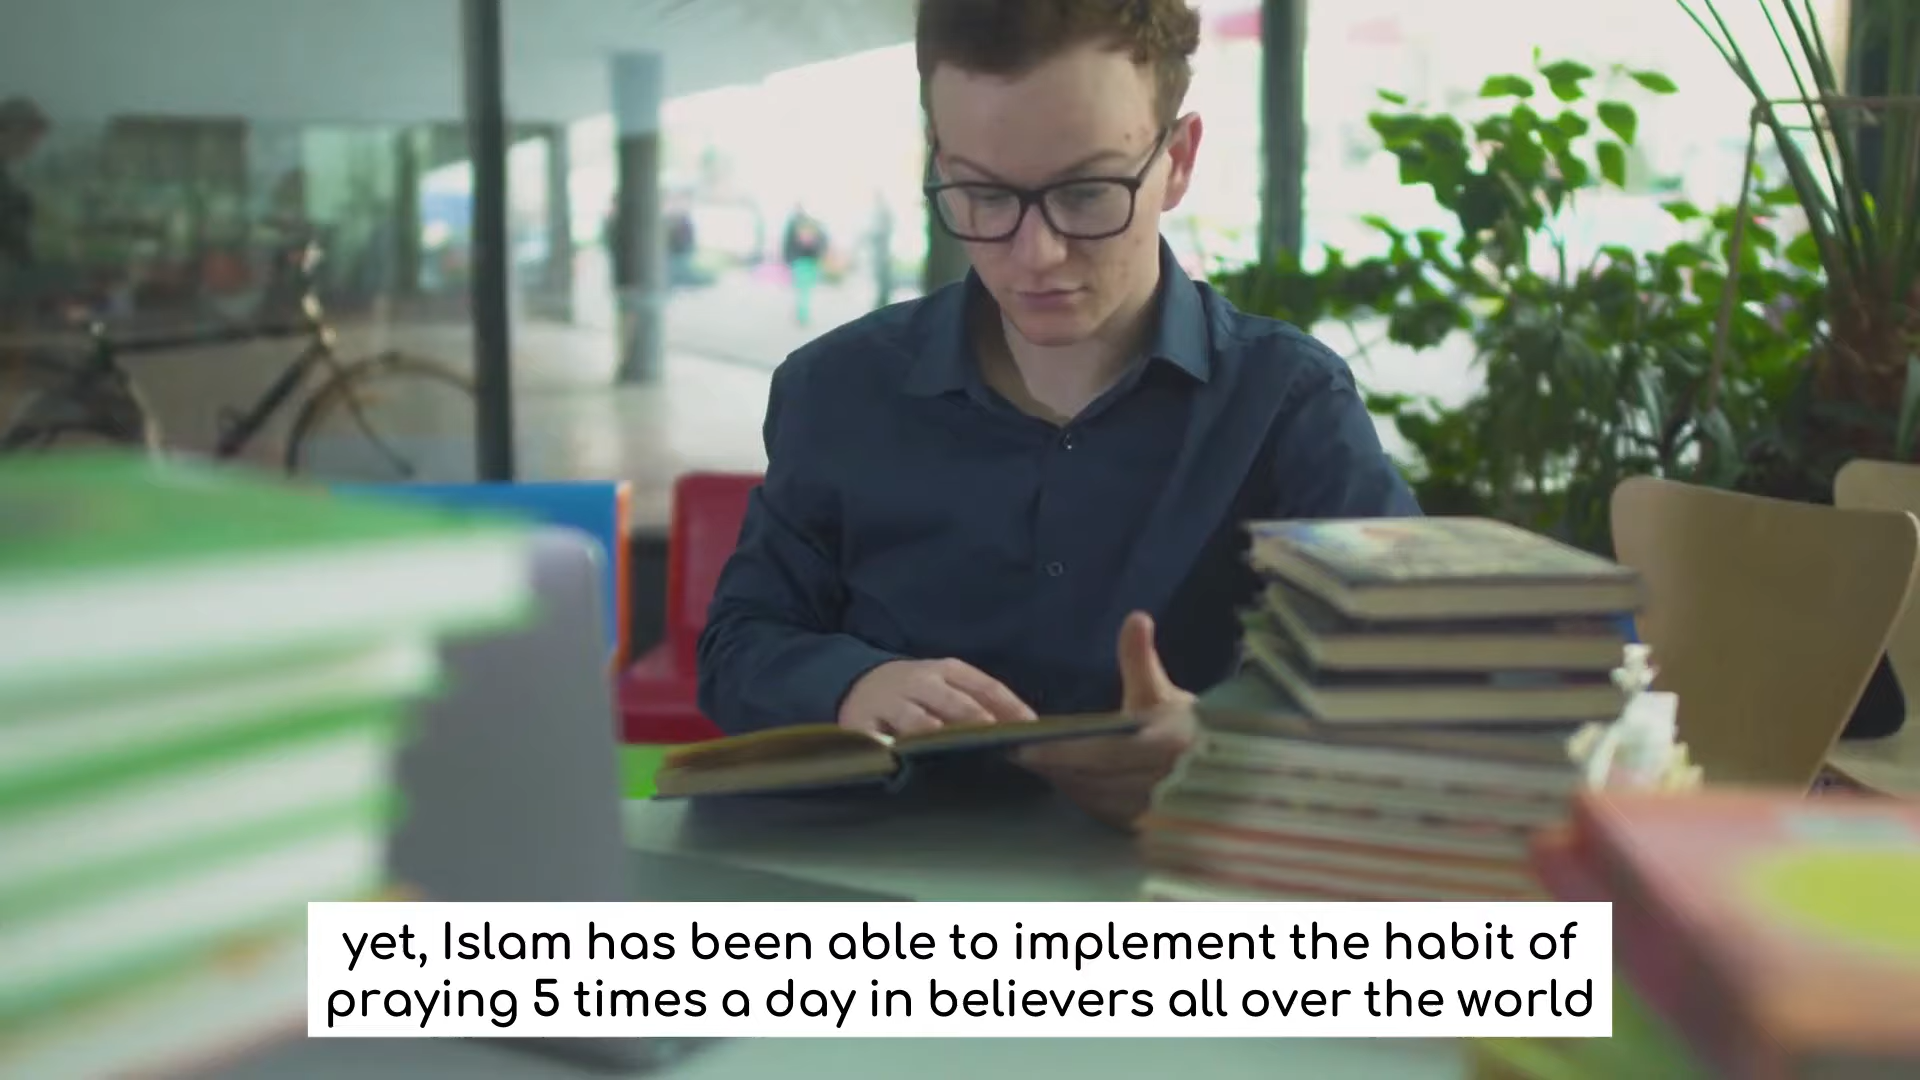 yet, Islam has been able to implement the habit of
praying 5 times a day in believers all over the world